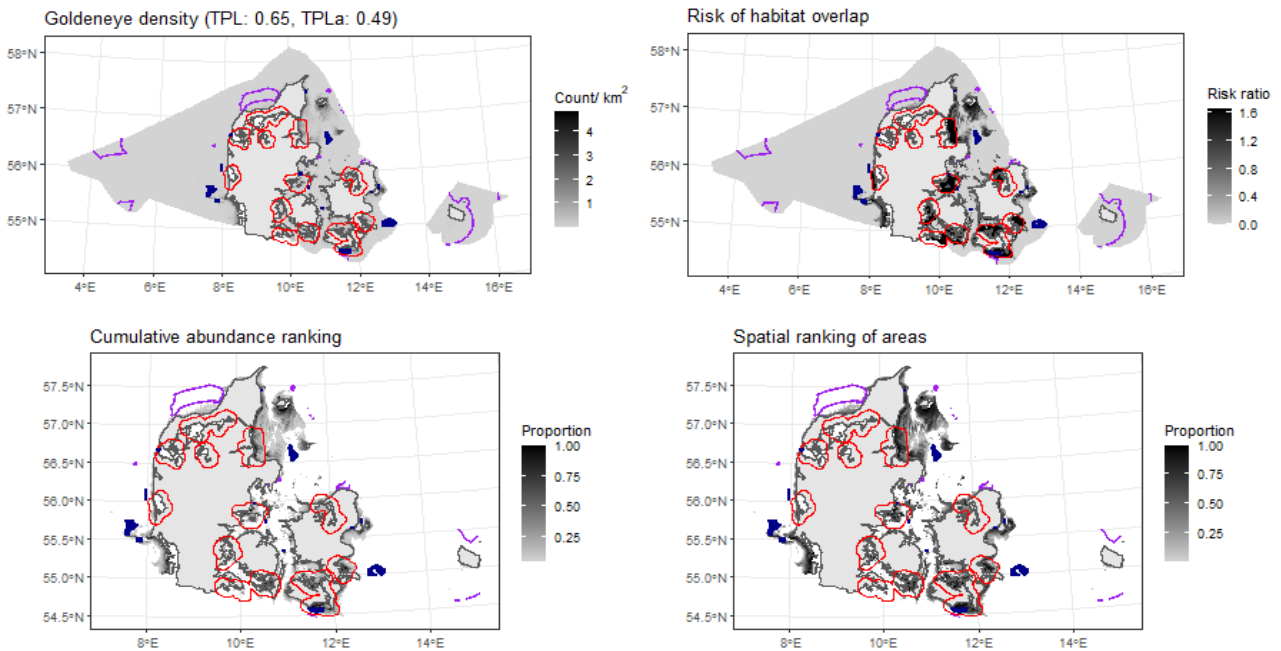 Goldeneye density (TPL: 0.65, TPLa: 0.49)
58°N
57°N
56°N
55°N
4°E 6°E 8°E 10°E 12°E 14°E 16°E
Count/ km²
4
3
2
1
Risk of habitat overlap
58°N
57°N
56°N
55°N
4°E 6°E 8°E 10°E 12°E 14°E 16°E
Risk ratio
1.6
1.2
0.8
0.4
0.0
Cumulative abundance ranking
57.5°N
57.0°N
56.5°N
56.0°N
55.5°N
55.0°N
54.5°N
8°E 10°E 12°E 14°E
Proportion
1.00
0.75
0.50
0.25
Spatial ranking of areas
57.5°N
57.0°N
56.5°N
56.0°N
55.5°N
55.0°N
54.5°N
8°E 10°E 12°E 14°E
Proportion
1.00
0.75
0.50
0.25